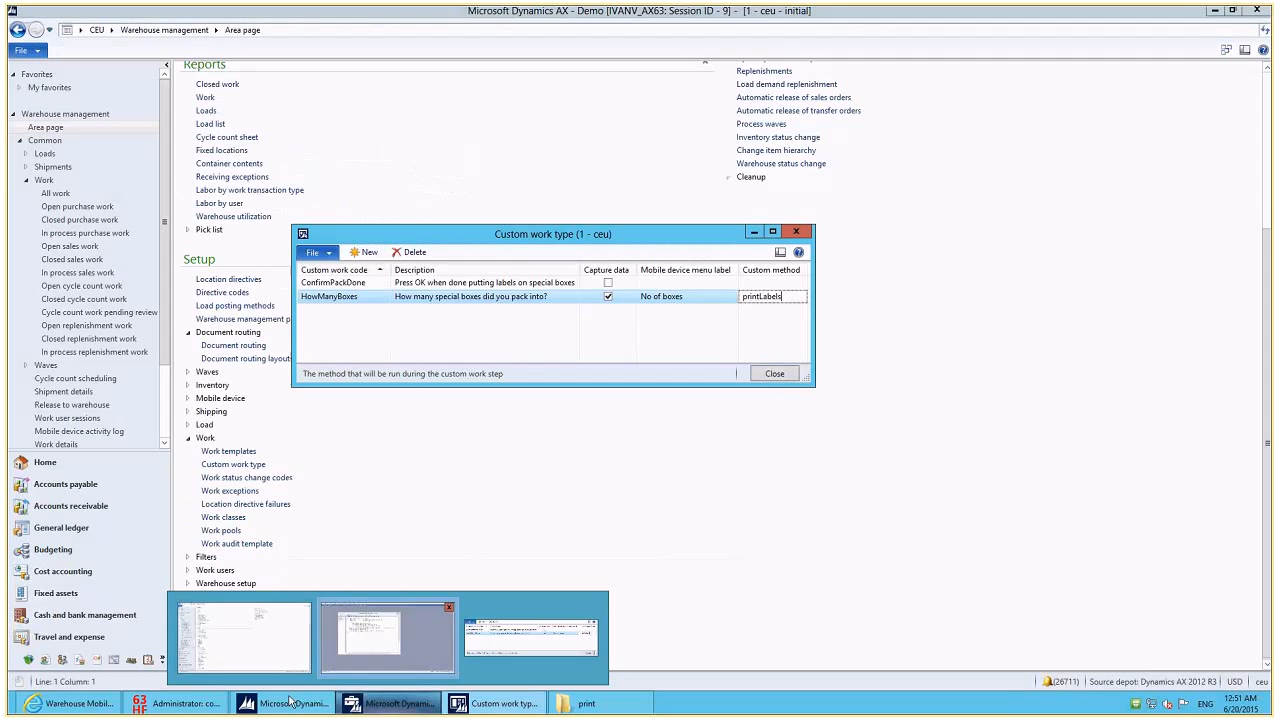 Microsoft Dynamics AX - Demo [IVANV_AX63: Session ID - 9] - [1 - ceu - initial]
CEU
Warehouse management
Area page
File
Favorites
My favorites
Warehouse management
Area page
Common
Loads
Shipments
Work
All work
Open purchase work
Closed purchase work
In process purchase work
Open sales work
Closed sales work
In process sales work
Open cycle count work
Closed cycle count work
Cycle count work pending review
Open replenishment work
Closed replenishment work
In process replenishment work
Waves
Cycle count scheduling
Shipment details
Release to warehouse
Work user sessions
Mobile device activity log
Work details
Home
Accounts payable
Accounts receivable
General ledger
Budgeting
Cost accounting
Fixed assets
Cash and bank management
Travel and expense
Reports
Closed work
Work
Loads
Load list
Cycle count sheet
Fixed locations
Container contents
Receiving exceptions
Labor by work transaction type
Labor by user
Warehouse utilization
Pick list
Setup
Location directives
Directive codes
Load posting methods
Warehouse management p
Document routing
Document routing
Document routing layouts
Waves
Inventory
Mobile device
Shipping
Load
Work
Work templates
Custom work type
Work status change codes
Work exceptions
Location directive failures
Work classes
Work pools
Work audit template
Filters
Work users
Warehouse setup
Replenishments
Load demand replenishment
Automatic release of sales orders
Automatic release of transfer orders
Process waves
Inventory status change
Change item hierarchy
Warehouse status change
Cleanup
Custom work type (1 - ceu)
File New Delete
Custom work code Description Capture data Mobile device menu label Custom method
ConfirmPackDone Press OK when done putting labels on special boxes
HowManyBoxes How many special boxes did you pack into? No of boxes printLabels
The method that will be run during the custom work step
Close
Line: 1 Column: 1
(26711) Source depot: Dynamics AX 2012 R3 USD ceu
Warehouse Mobil...
63
HF
Administrator: co...
Microsoft Dynami...
Microsoft Dynami...
Custom work typ...
print
ENG
12:51 AM
6/20/2015